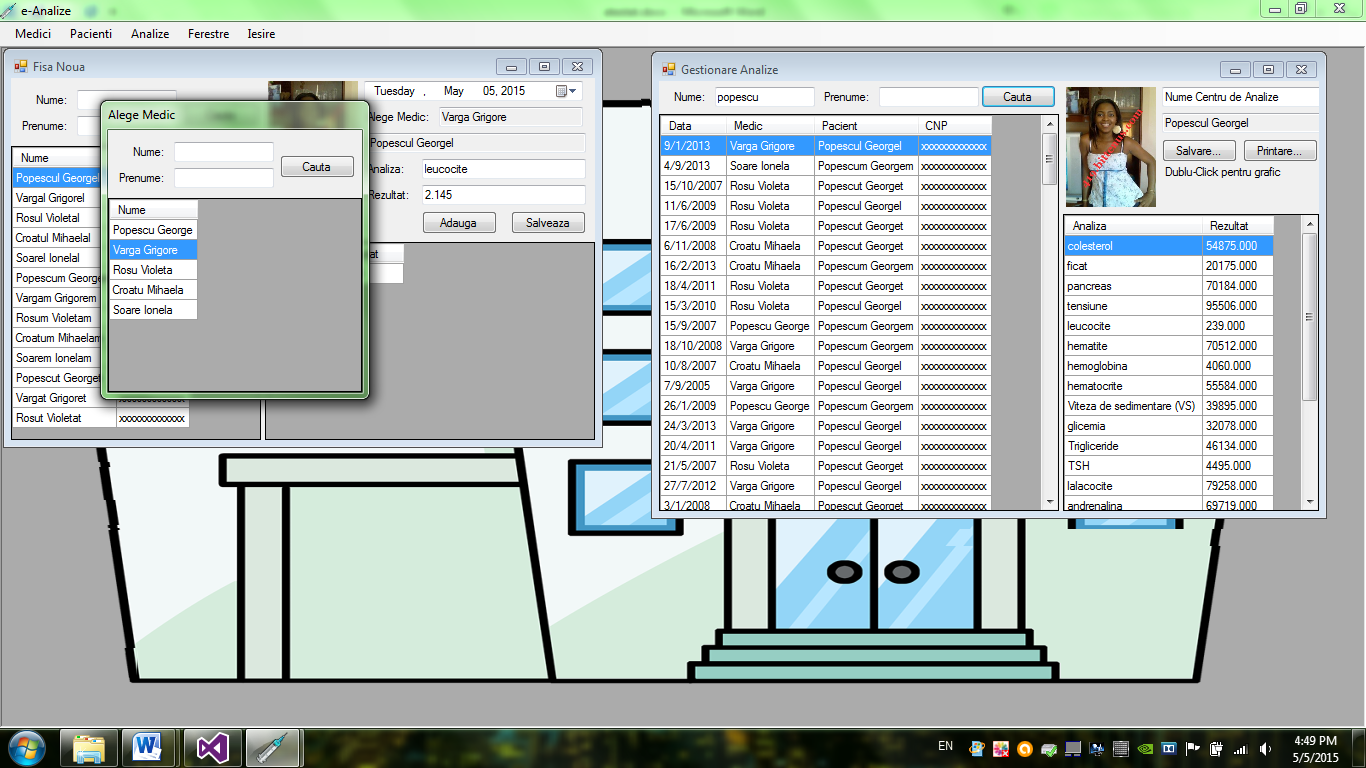 e-Analize
Medici Pacienti Analize Ferestre Iesire
Fisa Noua
Nume:
Prenume:
Nume
Popescul Georgel
Vargal Grigorel
Rosul Violetal
Croatul Mihaelal
Soarel Ionelal
Popescum George
Vargam Grigorem
Rosum Violetam
Croatum Mihaelam
Soarem Ionelam
Popescut Georget
Vargat Grigoret xxxxxxxxxxxxx
Rosut Violetat xxxxxxxxxxxxx
Tuesday , May 05, 2015
Alege Medic: Varga Grigore
Popescul Georgel
Analiza: leucocite
Rezultat: 2.145
Adauga Salveaza
at
Alege Medic
Nume:
Prenume:
Cauta
Nume
Popescu George
Varga Grigore
Rosu Violeta
Croatu Mihaela
Soare Ionela
Gestionare Analize
Nume: popescu Prenume: Cauta
Data Medic Pacient CNP
9/1/2013 Varga Grigore Popescul Georgel xxxxxxxxxxxxx
4/9/2013 Soare Ionela Popescum Georgem xxxxxxxxxxxxx
15/10/2007 Rosu Violeta Popescut Georget xxxxxxxxxxxxx
11/6/2009 Rosu Violeta Popescut Georget xxxxxxxxxxxxx
17/6/2009 Rosu Violeta Popescut Georget xxxxxxxxxxxxx
6/11/2008 Croatu Mihaela Popescut Georget xxxxxxxxxxxxx
16/2/2013 Croatu Mihaela Popescum Georgem xxxxxxxxxxxxx
18/4/2011 Rosu Violeta Popescut Georget xxxxxxxxxxxxx
15/3/2010 Rosu Violeta Popescul Georgel xxxxxxxxxxxxx
15/9/2007 Popescu George Popescum Georgem xxxxxxxxxxxxx
18/10/2008 Varga Grigore Popescum Georgem xxxxxxxxxxxxx
10/8/2007 Croatu Mihaela Popescul Georgel xxxxxxxxxxxxx
7/9/2005 Varga Grigore Popescul Georgel xxxxxxxxxxxxx
26/1/2009 Popescu George Popescum Georgem xxxxxxxxxxxxx
24/3/2013 Varga Grigore Popescul Georgel xxxxxxxxxxxxx
20/4/2011 Varga Grigore Popescul Georgel xxxxxxxxxxxxx
21/5/2007 Rosu Violeta Popescut Georget xxxxxxxxxxxxx
27/7/2012 Varga Grigore Popescul Georgel xxxxxxxxxxxxx
3/1/2008 Croatu Mihaela Popescut Georget xxxxxxxxxxxxx
Nume Centru de Analize
Popescul Georgel
Salvare... Printare...
Dublu-Click pentru grafic
Analiza Rezultat
colesterol 54875.000
ficat 20175.000
pancreas 70184.000
tensiune 95506.000
leucocite 239.000
hematite 70512.000
hemoglobina 4060.000
hematocrite 55584.000
Viteza de sedimentare (VS) 39895.000
glicemia 32078.000
Trigliceride 46134.000
TSH 4495.000
lalacocite 79258.000
andrenalina 69719.000
EN
4:49 PM
5/5/2015